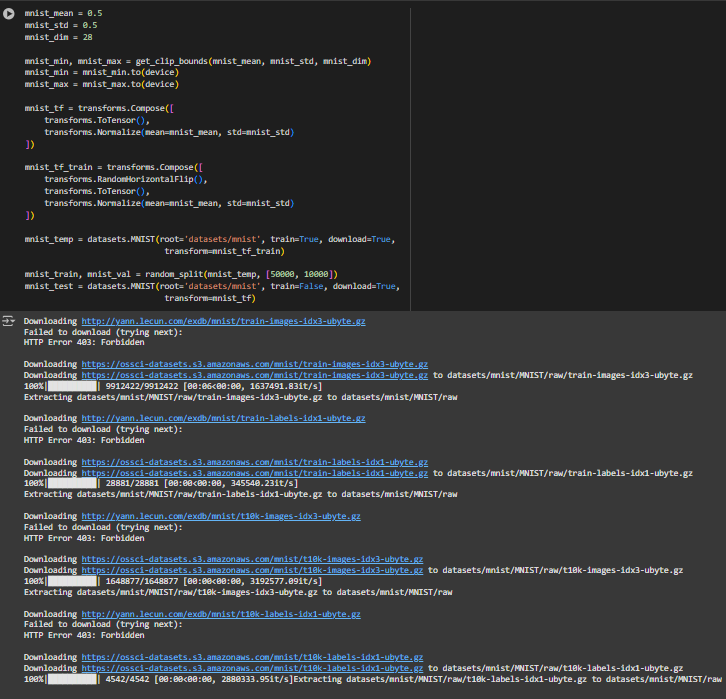 mnist_mean = 0.5
mnist_std = 0.5
mnist_dim = 28

mnist_min, mnist_max = get_clip_bounds(mnist_mean, mnist_std, mnist_dim)
mnist_min = mnist_min.to(device)
mnist_max = mnist_max.to(device)

mnist_tf = transforms.Compose([
    transforms.ToTensor(),
    transforms.Normalize(mean=mnist_mean, std=mnist_std)
])

mnist_tf_train = transforms.Compose([
    transforms.RandomHorizontalFlip(),
    transforms.ToTensor(),
    transforms.Normalize(mean=mnist_mean, std=mnist_std)
])

mnist_temp = datasets.MNIST(root='datasets/mnist', train=True, download=True,
                            transform=mnist_tf_train)

mnist_train, mnist_val = random_split(mnist_temp, [50000, 10000])
mnist_test = datasets.MNIST(root='datasets/mnist', train=False, download=True,
                            transform=mnist_tf)

Downloading http://yann.lecun.com/exdb/mnist/train-images-idx3-ubyte.gz
Failed to download (trying next):
HTTP Error 403: Forbidden

Downloading https://ossci-datasets.s3.amazonaws.com/mnist/train-images-idx3-ubyte.gz
Downloading https://ossci-datasets.s3.amazonaws.com/mnist/train-images-idx3-ubyte.gz to datasets/mnist/MNIST/raw/train-images-idx3-ubyte.gz
100%|██████████| 9912422/9912422 [00:06<00:00, 1637491.83it/s]
Extracting datasets/mnist/MNIST/raw/train-images-idx3-ubyte.gz to datasets/mnist/MNIST/raw

Downloading http://yann.lecun.com/exdb/mnist/train-labels-idx1-ubyte.gz
Failed to download (trying next):
HTTP Error 403: Forbidden

Downloading https://ossci-datasets.s3.amazonaws.com/mnist/train-labels-idx1-ubyte.gz
Downloading https://ossci-datasets.s3.amazonaws.com/mnist/train-labels-idx1-ubyte.gz to datasets/mnist/MNIST/raw/train-labels-idx1-ubyte.gz
100%|██████████| 28881/28881 [00:00<00:00, 345540.23it/s]
Extracting datasets/mnist/MNIST/raw/train-labels-idx1-ubyte.gz to datasets/mnist/MNIST/raw

Downloading http://yann.lecun.com/exdb/mnist/t10k-images-idx3-ubyte.gz
Failed to download (trying next):
HTTP Error 403: Forbidden

Downloading https://ossci-datasets.s3.amazonaws.com/mnist/t10k-images-idx3-ubyte.gz
Downloading https://ossci-datasets.s3.amazonaws.com/mnist/t10k-images-idx3-ubyte.gz to datasets/mnist/MNIST/raw/t10k-images-idx3-ubyte.gz
100%|██████████| 1648877/1648877 [00:00<00:00, 3192577.09it/s]
Extracting datasets/mnist/MNIST/raw/t10k-images-idx3-ubyte.gz to datasets/mnist/MNIST/raw

Downloading http://yann.lecun.com/exdb/mnist/t10k-labels-idx1-ubyte.gz
Failed to download (trying next):
HTTP Error 403: Forbidden

Downloading https://ossci-datasets.s3.amazonaws.com/mnist/t10k-labels-idx1-ubyte.gz
Downloading https://ossci-datasets.s3.amazonaws.com/mnist/t10k-labels-idx1-ubyte.gz to datasets/mnist/MNIST/raw/t10k-labels-idx1-ubyte.gz
100%|██████████| 4542/4542 [00:00<00:00, 2880333.95it/s]Extracting datasets/mnist/MNIST/raw/t10k-labels-idx1-ubyte.gz to datasets/mnist/MNIST/raw